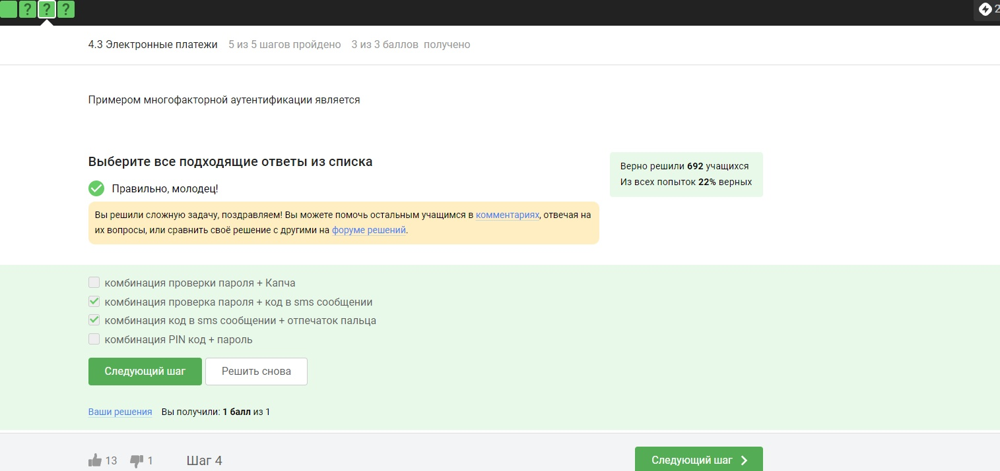 ? ? ?
2
4.3 Электронные платежи 5 из 5 шагов пройдено 3 из 3 баллов получено
Примером многофакторной аутентификации является
Выберите все подходящие ответы из списка
Верно решили 692 учащихся
Из всех попыток 22% верных
Правильно, молодец!
Вы решили сложную задачу, поздравляем! Вы можете помочь остальным учащимся в комментариях, отвечая на
их вопросы, или сравнить своё решение с другими на форуме решений.
комбинация проверки пароля + Капча
комбинация проверка пароля + код в sms сообщении
комбинация код в sms сообщении + отпечаток пальца
комбинация PIN код + пароль
Следующий шаг Решить снова
Ваши решения Вы получили: 1 балл из 1
13 1 Шаг 4 Следующий шаг